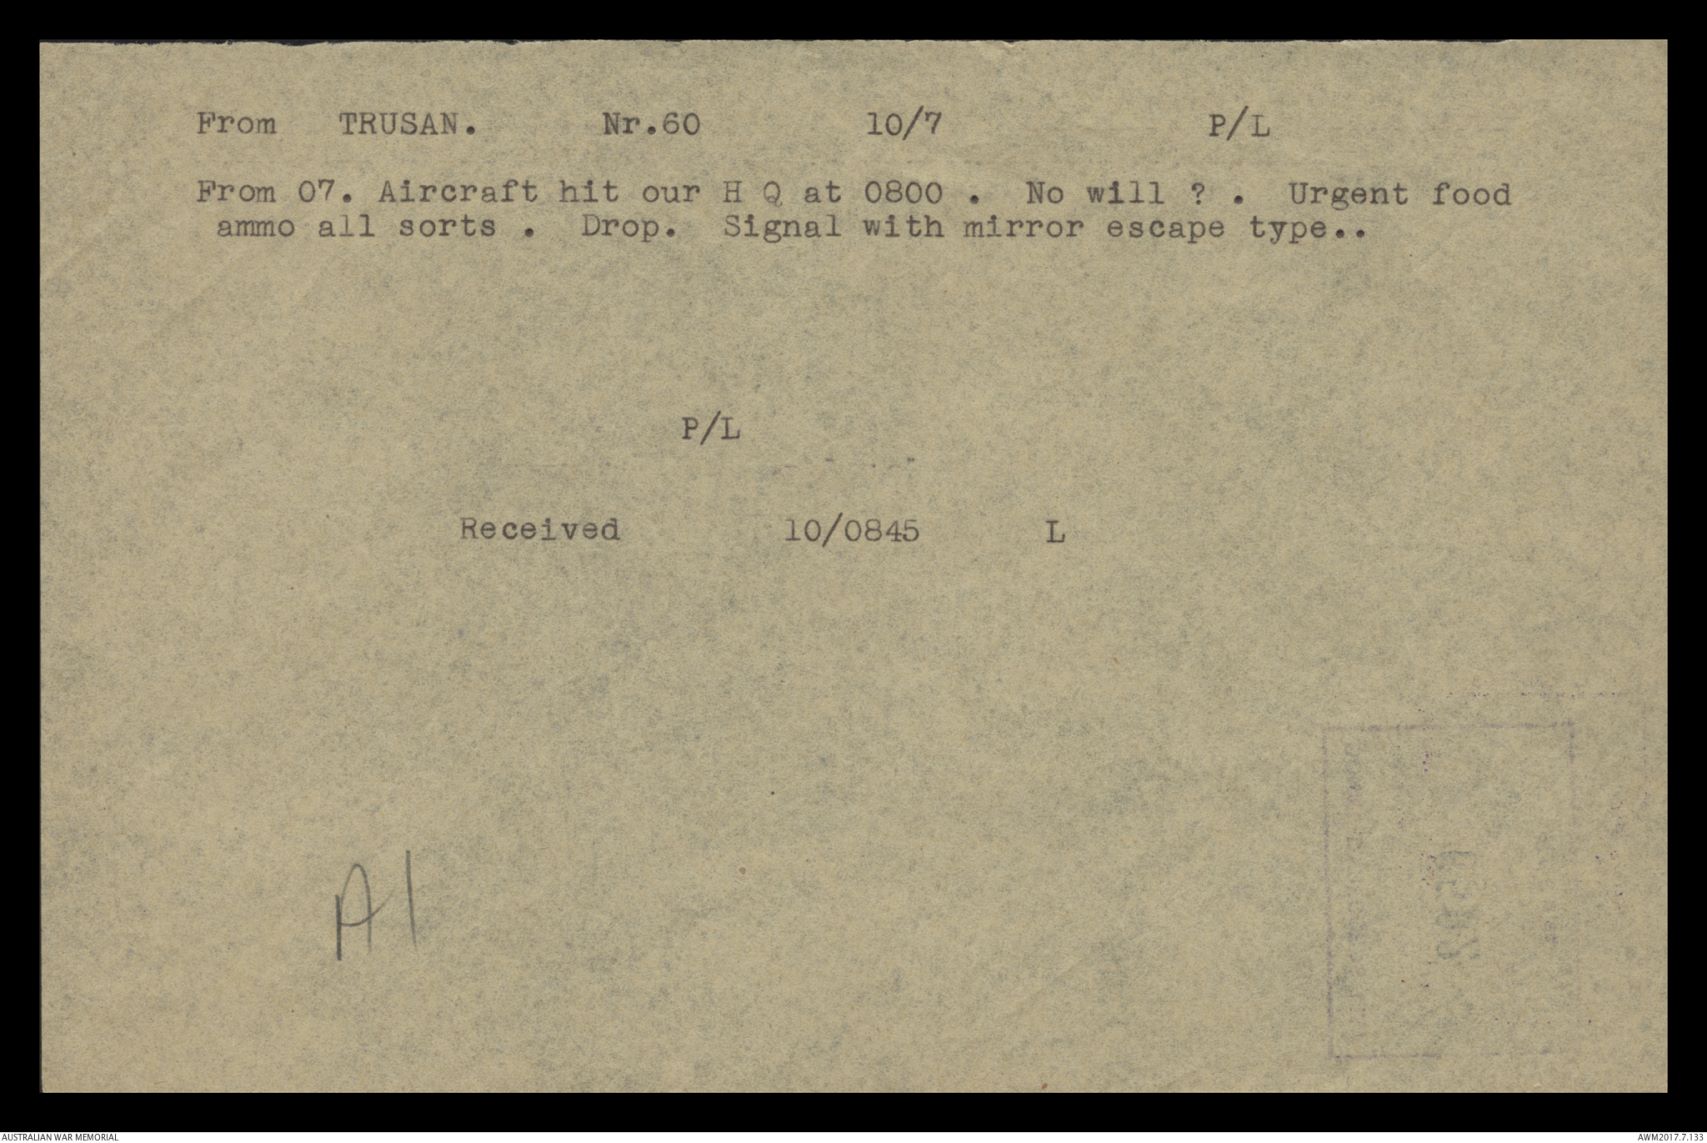 From TRUSAN. Nr.60 10/7 P/L
From 07. Aircraft hit our H Q at 0800 . No will ? . Urgent food
ammo all sorts . Drop. Signal with mirror escape type..
P/L
Received 10/0845 L
A1
AUSTRALIAN WAR MEMORIAL AWM2017.7.133